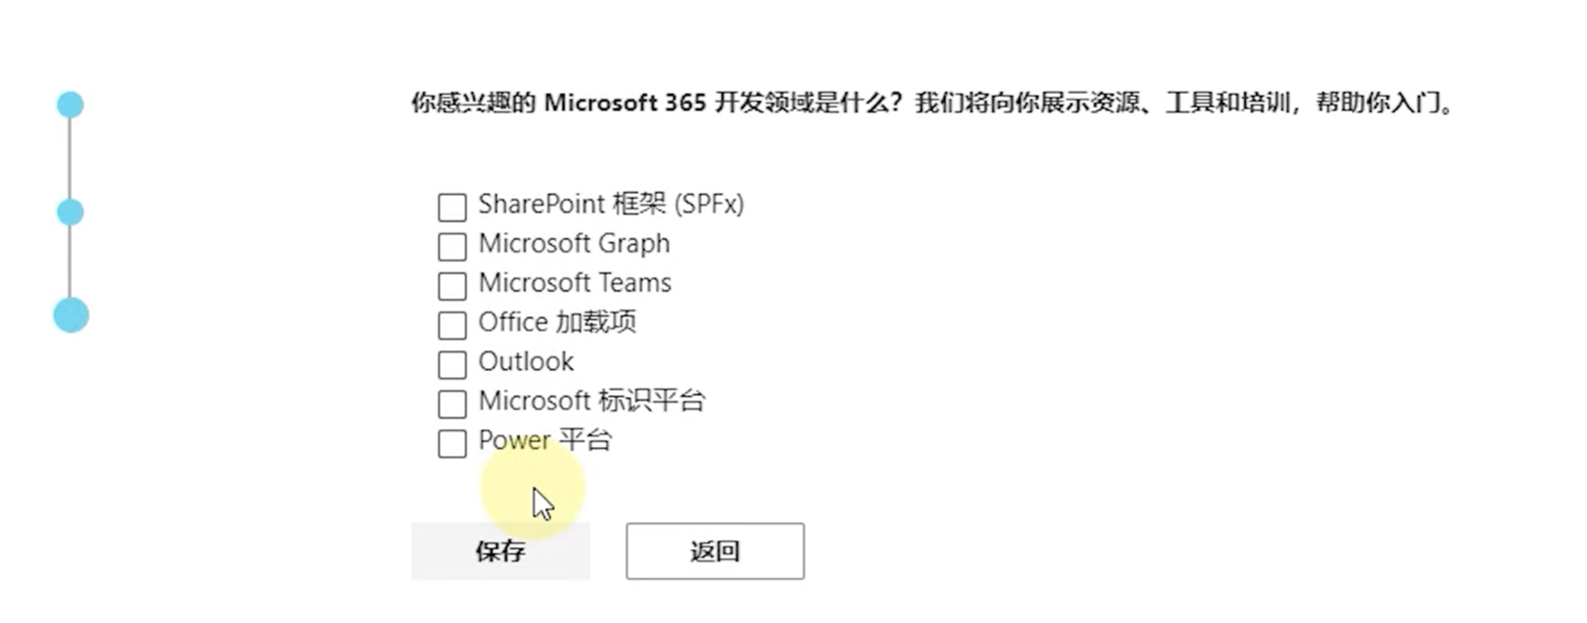 你感兴趣的 Microsoft 365 开发领域是什么？我们将向你展示资源、工具和培训，帮助你入门。
SharePoint 框架 (SPFx)
Microsoft Graph
Microsoft Teams
Office 加载项
Outlook
Microsoft 标识平台
Power 平台
保存
返回